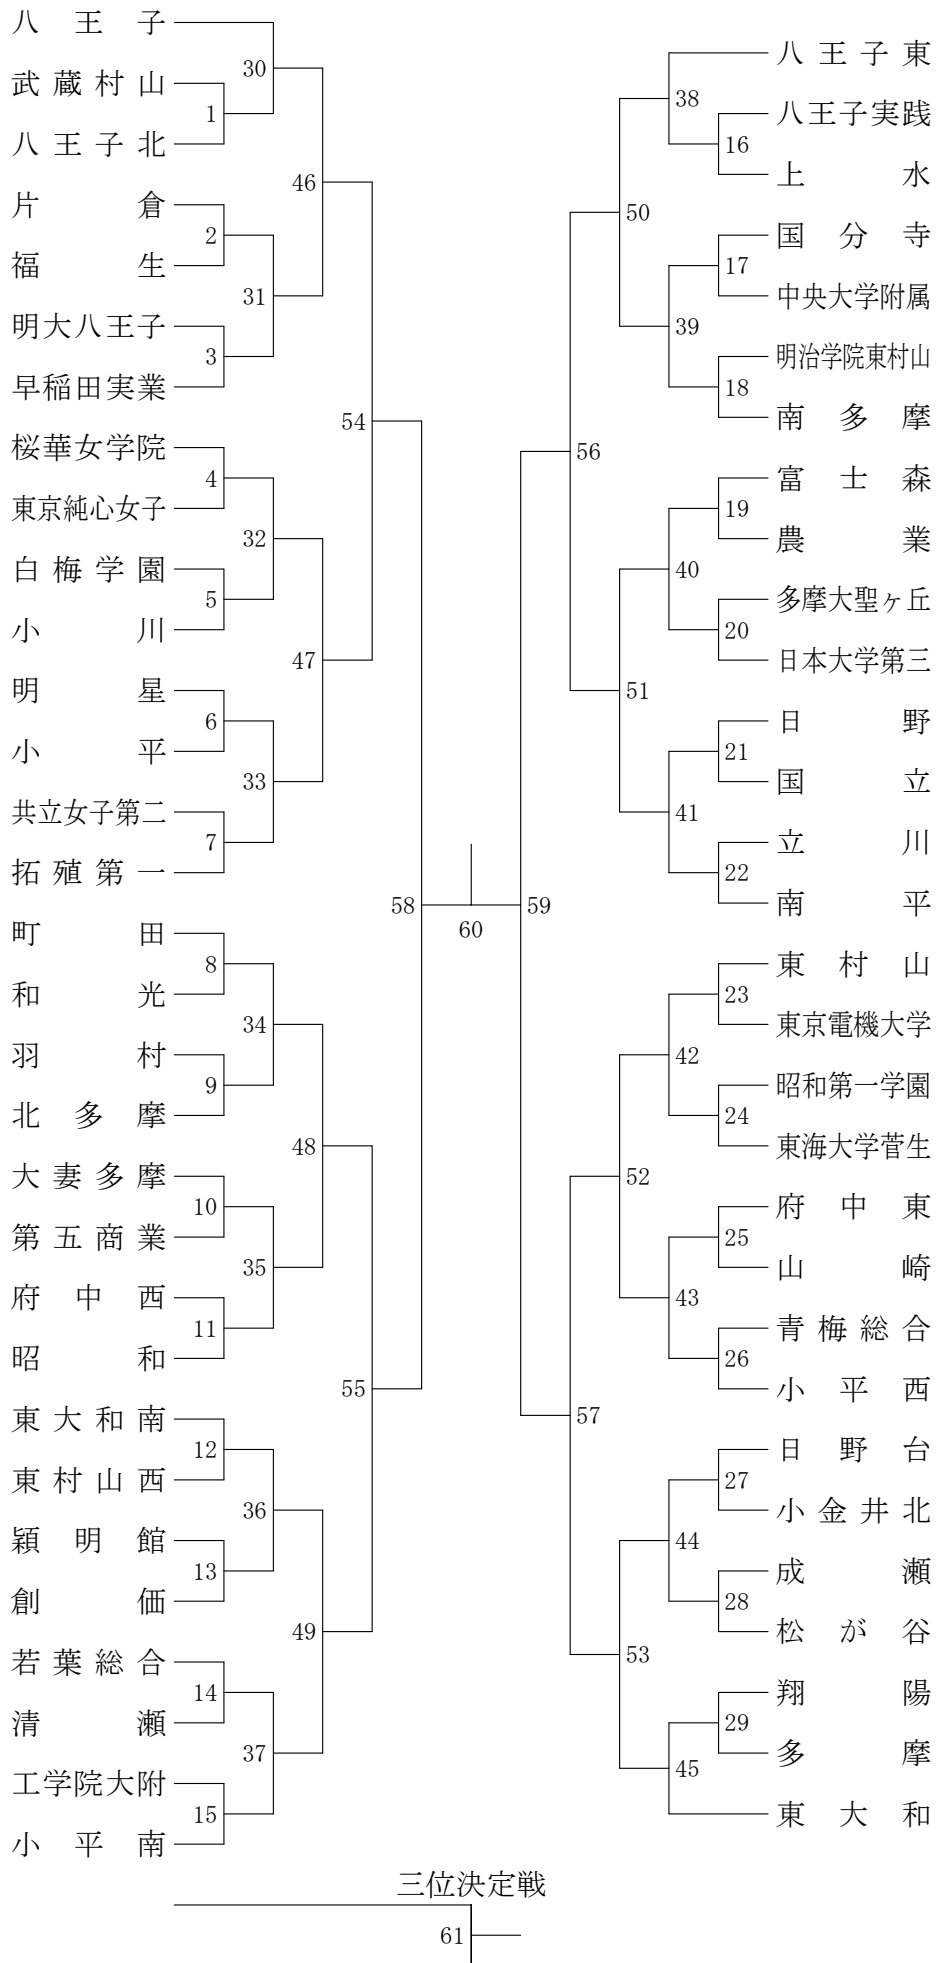 八王子
30
武蔵村山
1
八王子北
46
片倉
2
福生
31
明大八王子
3
早稲田実業
54
桜華女学院
4
東京純心女子
32
白梅学園
5
小川
47
明星
6
小平
33
共立女子第二
7
拓殖第一
58
町田
8
和光
34
羽村
9
北多摩
48
大妻多摩
10
第五商業
35
府中西
11
昭和
55
東大和南
12
東村山西
36
穎明館
13
創価
49
若葉総合
14
清瀬
37
工学院大附
15
小平南
60
八王子東
38
八王子実践
16
上水
50
国分寺
17
中央大学附属
39
明治学院東村山
18
南多摩
56
富士森
19
農業
40
多摩大聖ヶ丘
20
日本大学第三
51
日野
21
国立
41
立川
22
南平
59
東村山
23
東京電機大学
42
昭和第一学園
24
東海大学菅生
52
府中東
25
山崎
43
青梅総合
26
小平西
57
日野台
27
小金井北
44
成瀬
28
松が谷
53
翔陽
29
多摩
45
東大和
三位決定戦
61